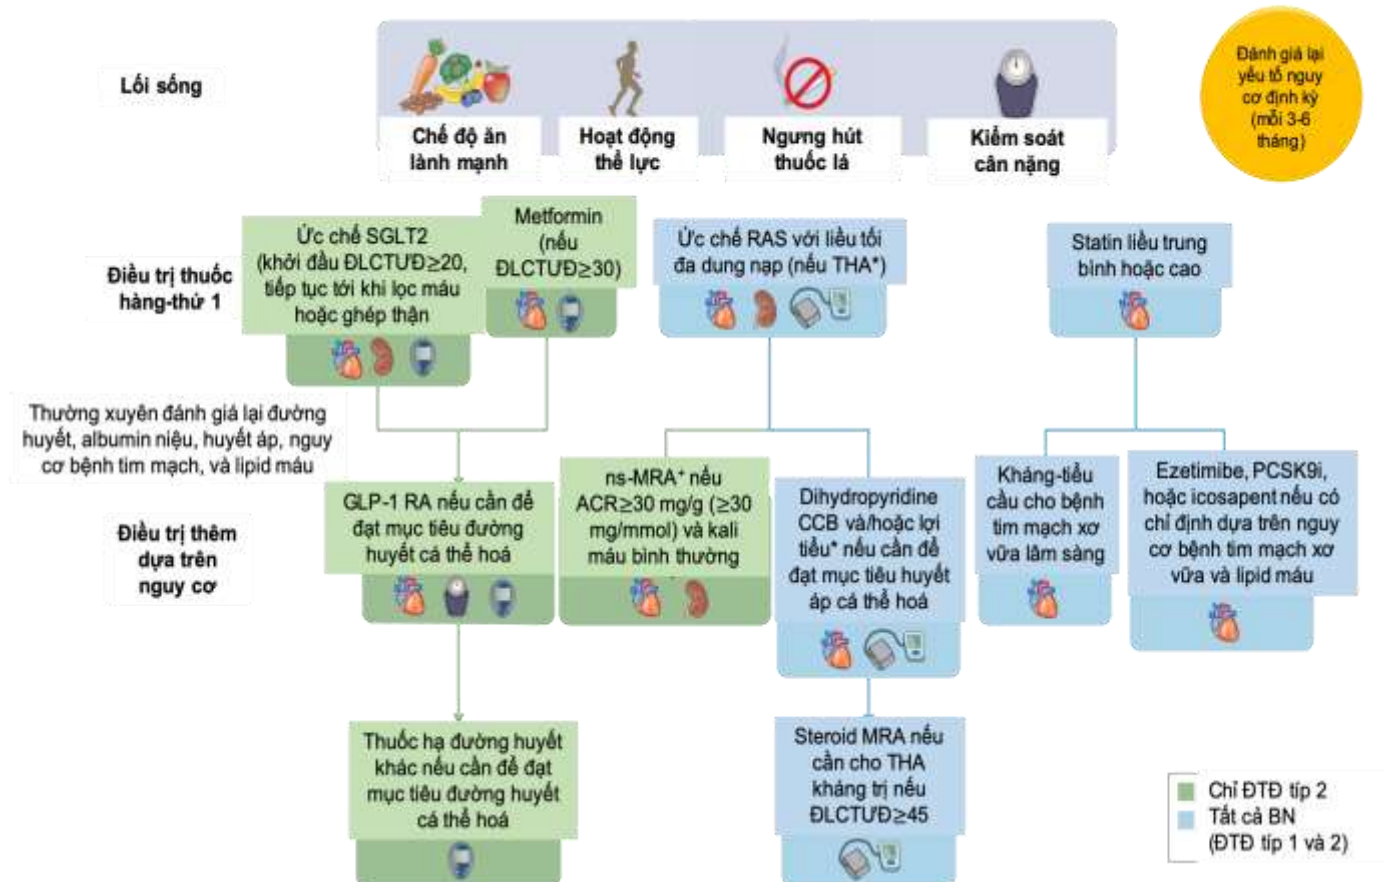 Lối sống
Chế độ ăn
lành mạnh
Hoạt động
thể lực
Ngưng hút
thuốc lá
Kiểm soát
cân nặng
Đánh giá lại
yếu tố nguy
cơ định kỳ
(mỗi 3-6
tháng)
Điều trị thuốc
hàng-thứ 1
Ức chế SGLT2
(khởi đầu ĐLCTƯĐ≥20,
tiếp tục tới khi lọc máu
hoặc ghép thận
Metformin
(nếu
ĐLCTƯĐ≥30)
Ức chế RAS với liều tối
đa dung nạp (nếu THA*)
Statin liều trung
bình hoặc cao
Thường xuyên đánh giá lại đường
huyết, albumin niệu, huyết áp, nguy
cơ bệnh tim mạch, và lipid máu
Điều trị thêm
dựa trên
nguy cơ
GLP-1 RA nếu cần để
đạt mục tiêu đường
huyết cá thể hoá
ns-MRA⁺ nếu
ACR≥30 mg/g (≥30
mg/mmol) và kali
máu bình thường
Dihydropyridine
CCB và/hoặc lợi
tiểu* nếu cần để
đạt mục tiêu huyết
áp cá thể hoá
Kháng-tiểu
cầu cho bệnh
tim mạch xơ
vữa lâm sàng
Ezetimibe, PCSK9i,
hoặc icosapent nếu có
chỉ định dựa trên nguy
cơ bệnh tim mạch xơ
vữa và lipid máu
Thuốc hạ đường huyết
khác nếu cần để đạt
mục tiêu đường huyết
cá thể hoá
Steroid MRA nếu
cần cho THA
kháng trị nếu
ĐLCTƯĐ≥45
Chỉ ĐTĐ típ 2
Tất cả BN
(ĐTĐ típ 1 và 2)